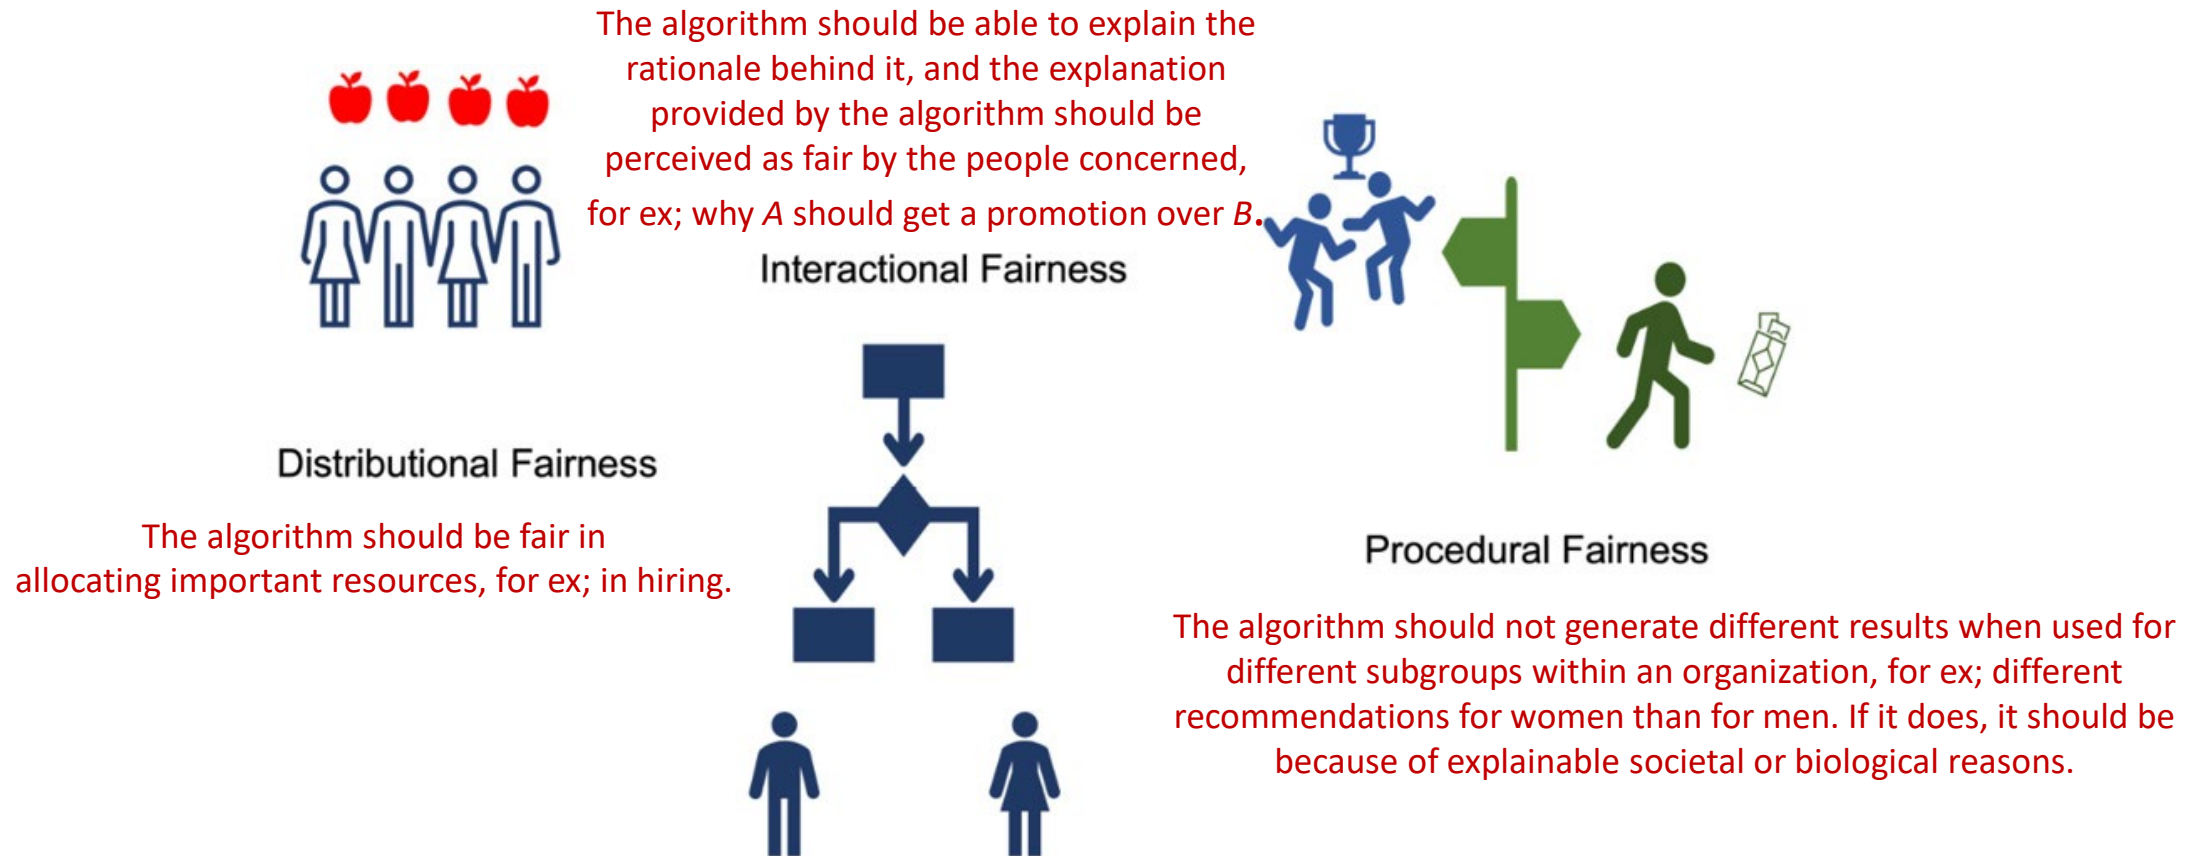 The algorithm should be able to explain the
rationale behind it, and the explanation
provided by the algorithm should be
perceived as fair by the people concerned,
for ex; why A should get a promotion over B.
Interactional Fairness
Distributional Fairness
The algorithm should be fair in
allocating important resources, for ex; in hiring.
Procedural Fairness
The algorithm should not generate different results when used for
different subgroups within an organization, for ex; different
recommendations for women than for men. If it does, it should be
because of explainable societal or biological reasons.